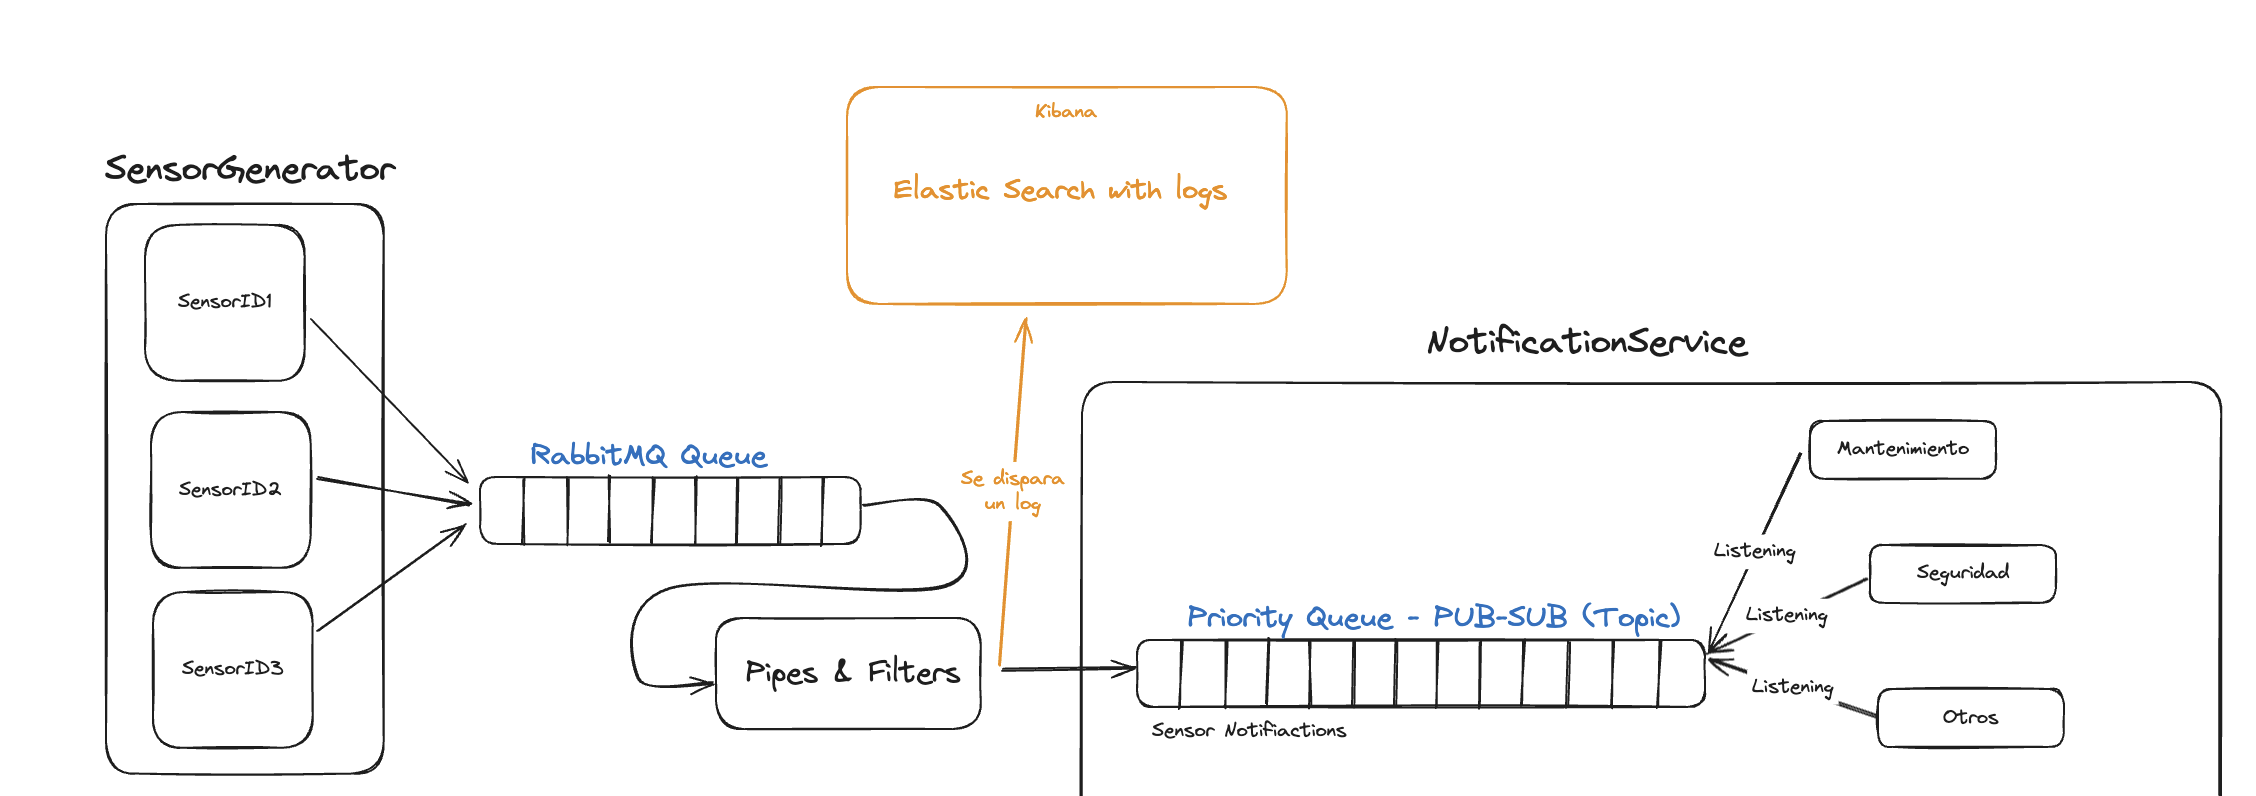 Kibana
Elastic Search with logs
SensorGenerator
SensorID1
SensorID2
SensorID3
RabbitMQ Queue
Se dispara
un log
Pipes & Filters
NotificationService
Mantenimiento
Listening
Seguridad
Listening
Priority Queue - PUB-SUB (Topic)
Listening
Otros
Sensor Notifiactions